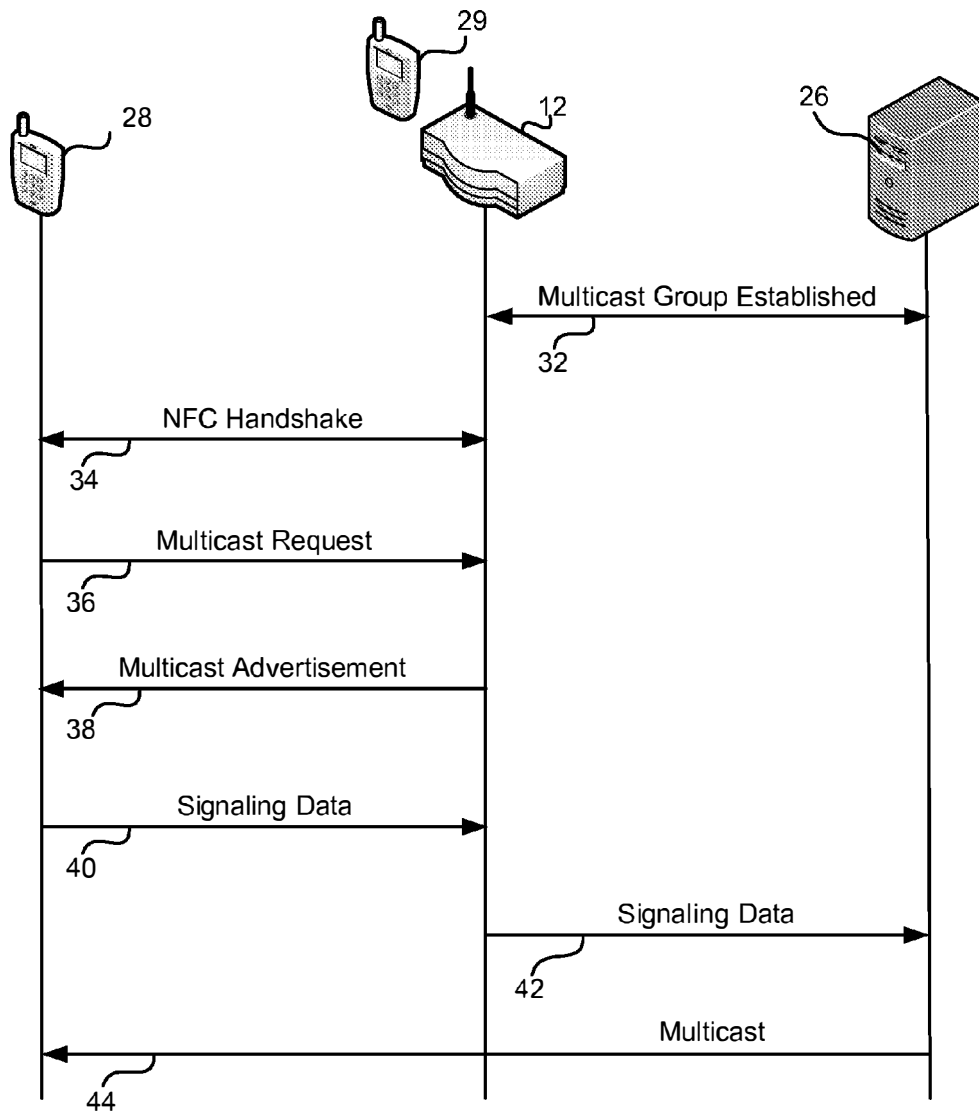 29
28
12
26
Multicast Group Established
32
NFC Handshake
34
Multicast Request
36
Multicast Advertisement
38
Signaling Data
40
Signaling Data
42
Multicast
44